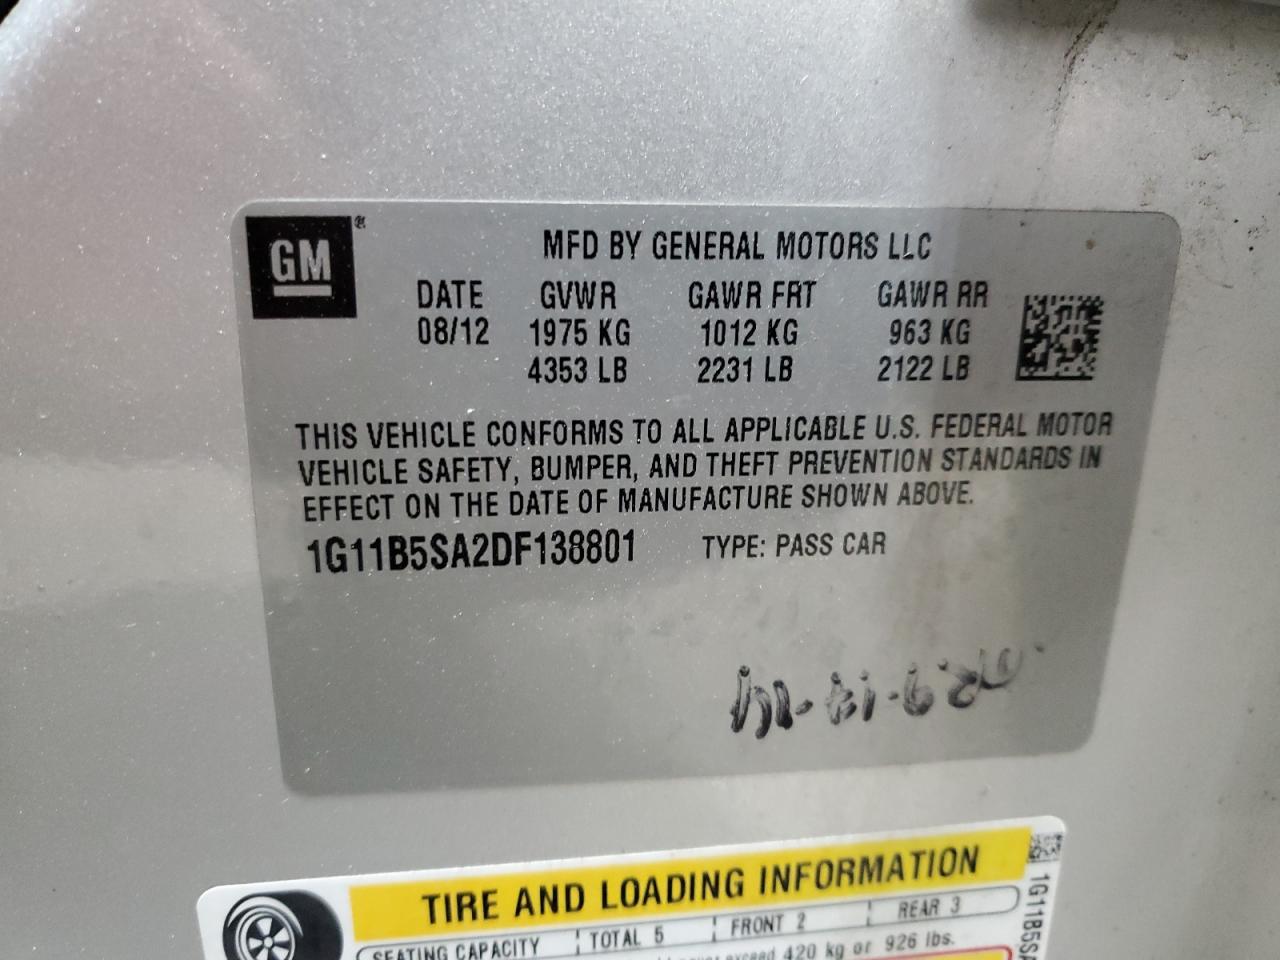 GM®
MFD BY GENERAL MOTORS LLC
DATE GVWR GAWR FRT GAWR RR
08/12 1975 KG 1012 KG 963 KG
4353 LB 2231 LB 2122 LB
THIS VEHICLE CONFORMS TO ALL APPLICABLE U.S. FEDERAL MOTOR
VEHICLE SAFETY, BUMPER, AND THEFT PREVENTION STANDARDS IN
EFFECT ON THE DATE OF MANUFACTURE SHOWN ABOVE.
1G11B5SA2DF138801 TYPE: PASS CAR
TIRE AND LOADING INFORMATION
SEATING CAPACITY TOTAL 5 FRONT 2 REAR 3
exceed 420 kg or 926 lbs.
1G11B5SA